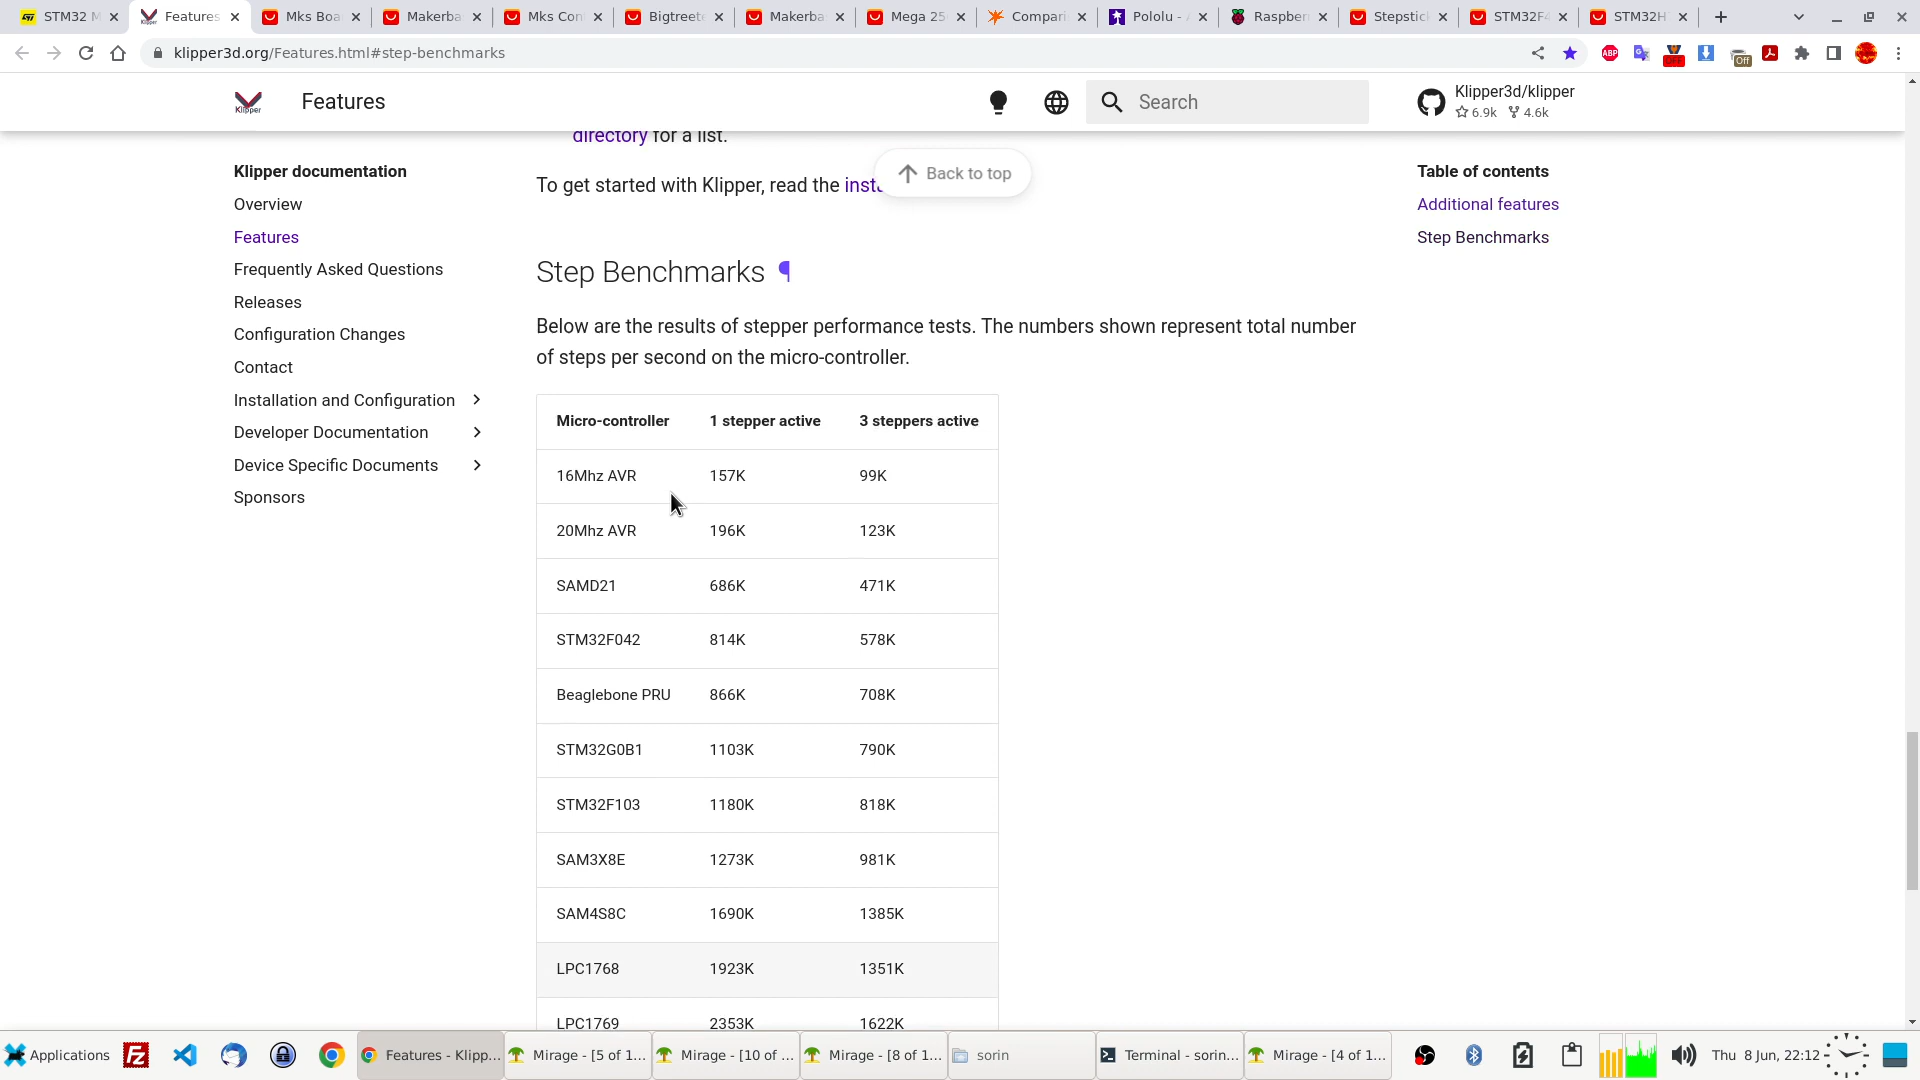 STM32 M
Features
Mks Boa
Makerba
Mks Con
Bigtreete
Makerba
Mega 25
Compari
Pololu -
Raspber
Stepstic
STM32F4
STM32H
klipper3d.org/Features.html#step-benchmarks
ABP
Off
Klipper
Features
Search
Klipper3d/klipper
6.9k 4.6k
directory for a list.
To get started with Klipper, read the insta
Back to top
Klipper documentation
Overview
Features
Frequently Asked Questions
Releases
Configuration Changes
Contact
Installation and Configuration
Developer Documentation
Device Specific Documents
Sponsors
Step Benchmarks ¶
Below are the results of stepper performance tests. The numbers shown represent total number
of steps per second on the micro-controller.
Micro-controller 1 stepper active 3 steppers active
16Mhz AVR 157K 99K
20Mhz AVR 196K 123K
SAMD21 686K 471K
STM32F042 814K 578K
Beaglebone PRU 866K 708K
STM32G0B1 1103K 790K
STM32F103 1180K 818K
SAM3X8E 1273K 981K
SAM4S8C 1690K 1385K
LPC1768 1923K 1351K
LPC1769 2353K 1622K
Table of contents
Additional features
Step Benchmarks
Applications
Features - Klipp...
Mirage - [5 of 1...
Mirage - [10 of ...
Mirage - [8 of 1...
sorin
Terminal - sorin...
Mirage - [4 of 1...
Thu 8 Jun, 22:12